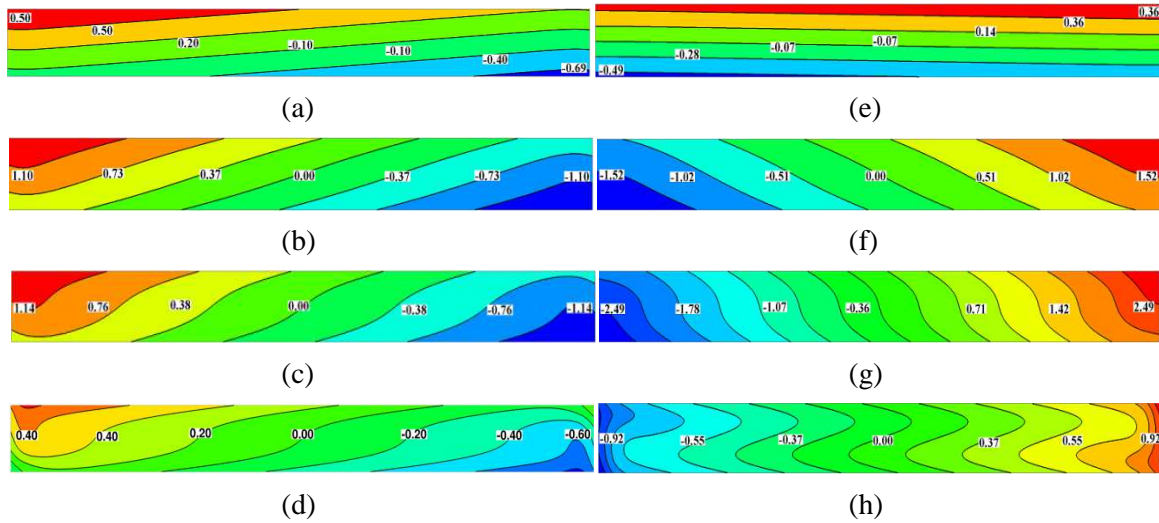 0.50 0.50 0.20 -0.10 -0.10 -0.40 -0.69
0.36 0.36 0.14 -0.07 -0.07 -0.28 -0.49
(a) (e)
1.10 0.73 0.37 0.00 -0.37 -0.73 -1.10
-1.52 -1.02 -0.51 0.00 0.51 1.02 1.52
(b) (f)
1.14 0.76 0.38 0.00 -0.38 -0.76 -1.14
-2.49 -1.78 -1.07 -0.36 0.71 1.42 2.49
(c) (g)
0.40 0.40 0.20 0.00 -0.20 -0.40 -0.60
-0.92 -0.55 -0.37 0.00 0.37 0.55 0.92
(d) (h)